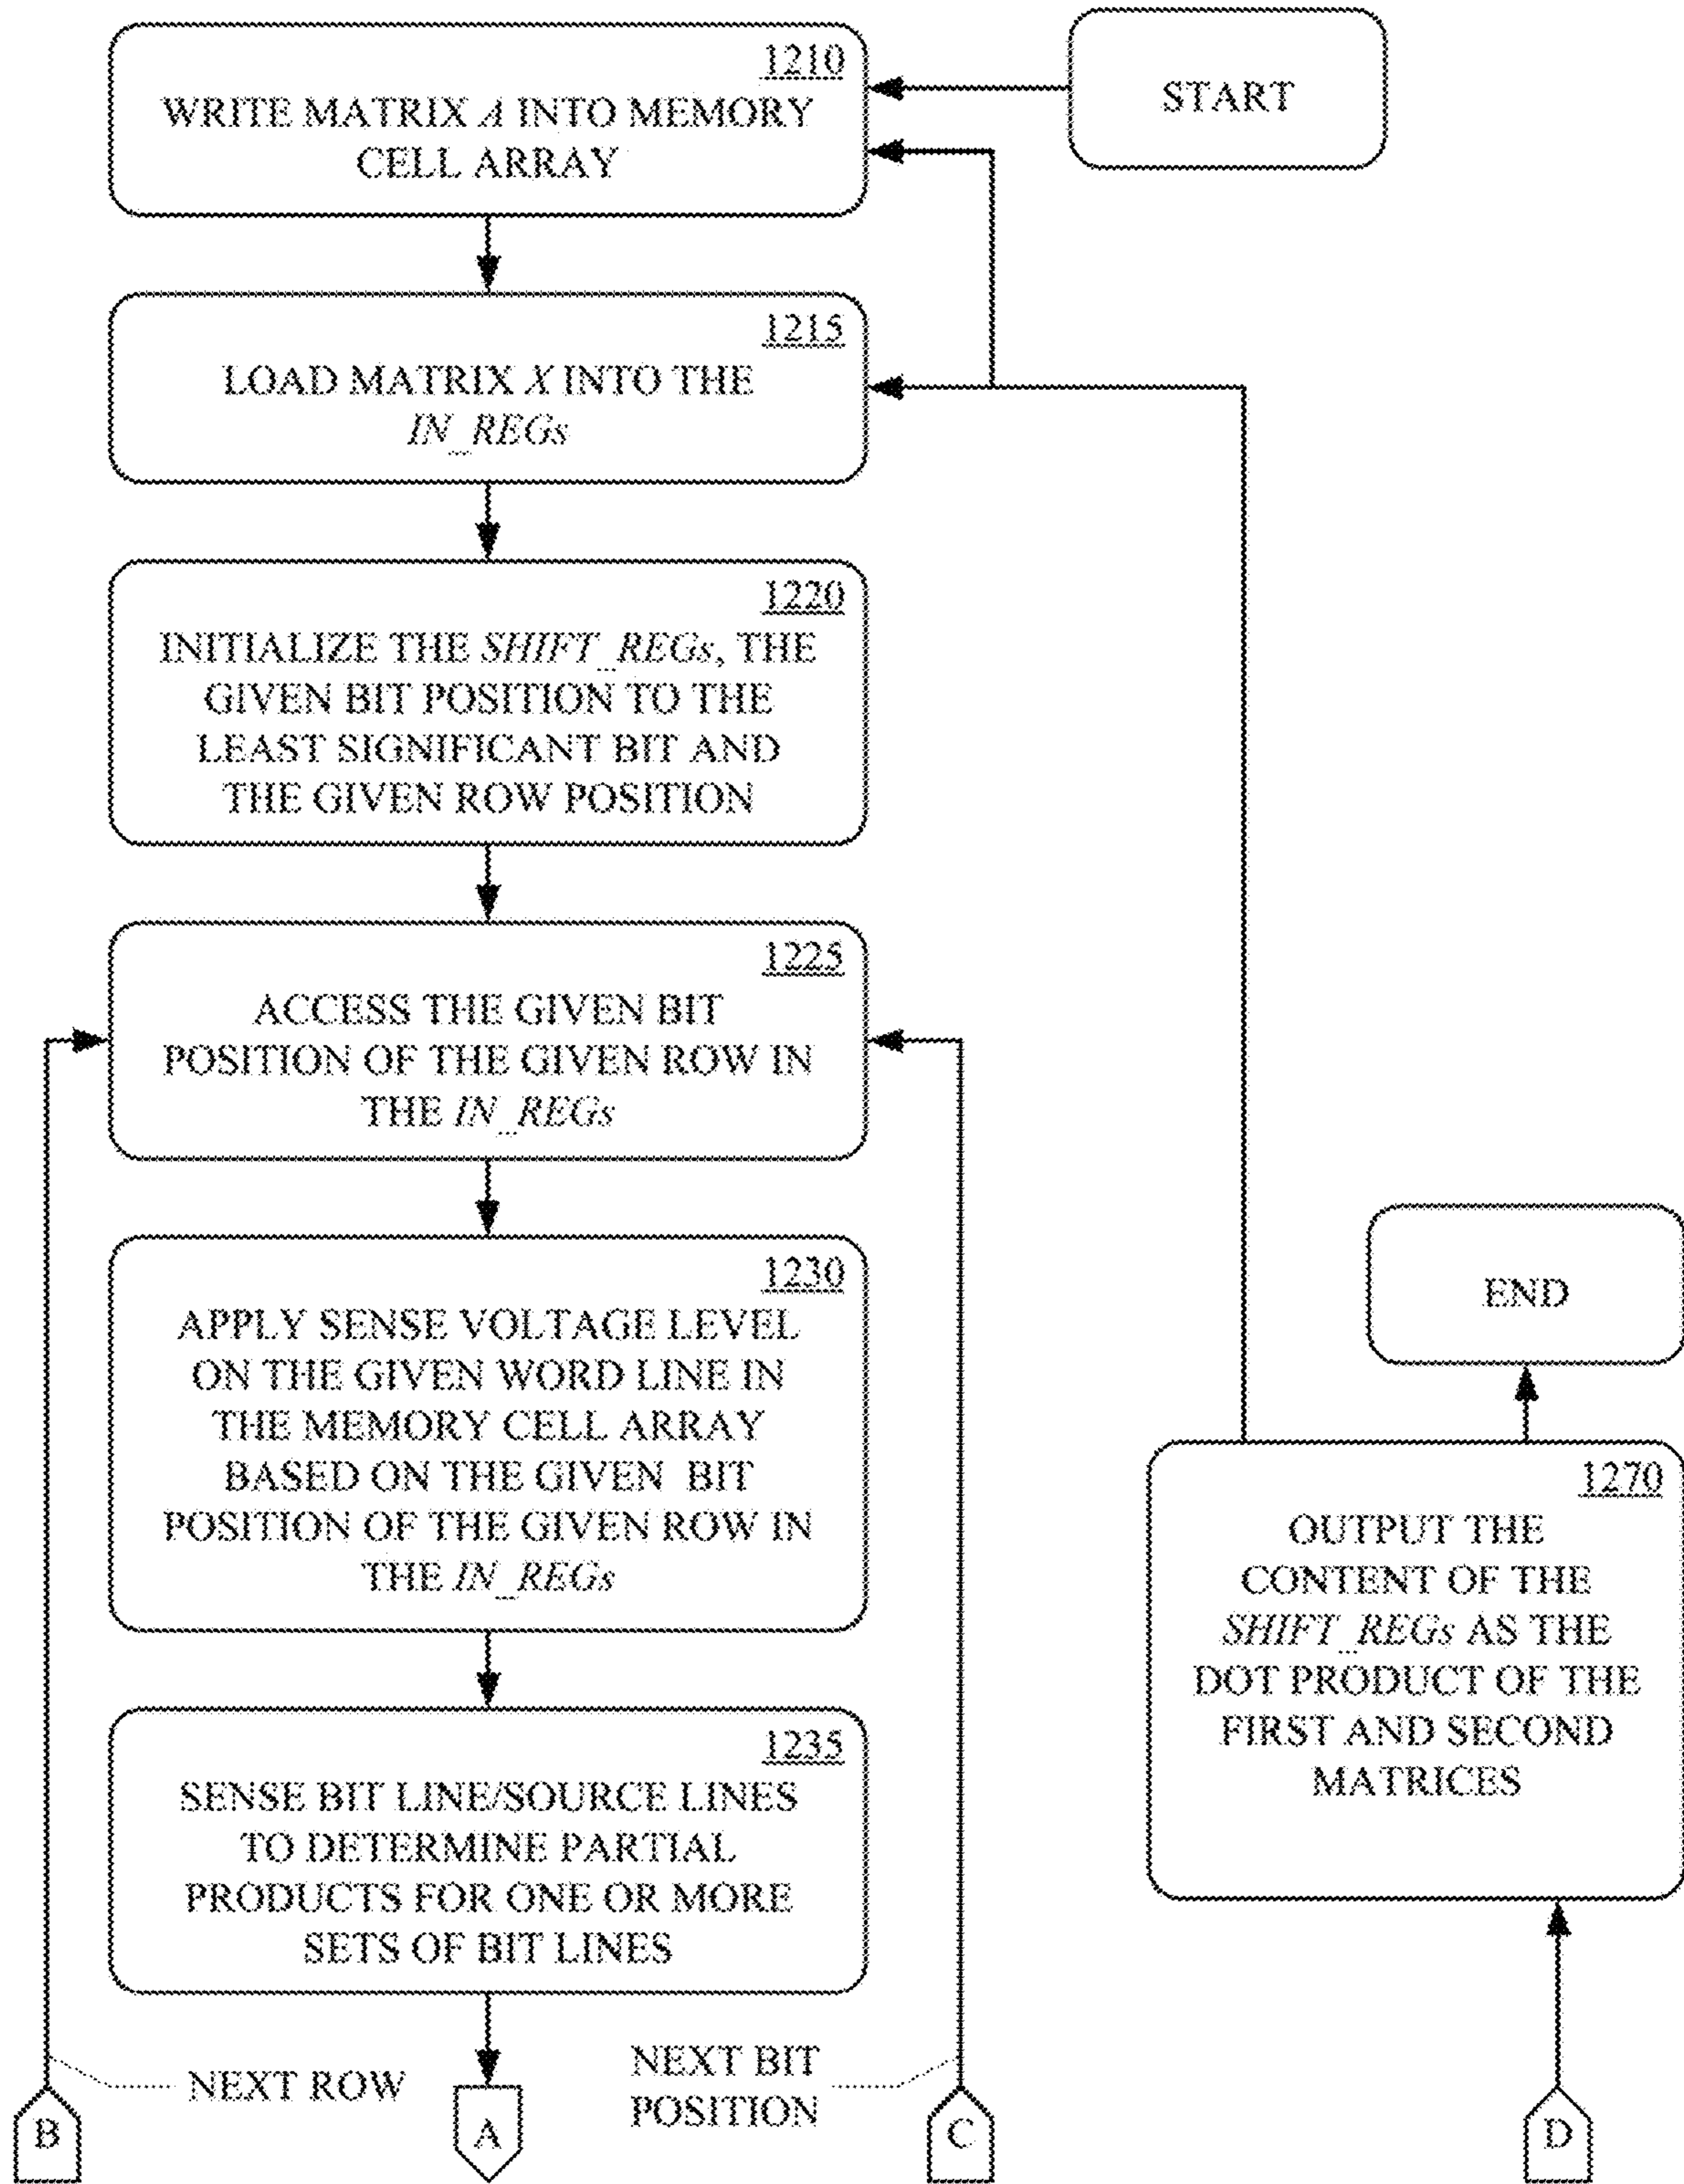 1210
WRITE MATRIX A INTO MEMORY
CELL ARRAY
START
1215
LOAD MATRIX X INTO THE
IN_REGs
1220
INITIALIZE THE SHIFT_REGs, THE
GIVEN BIT POSITION TO THE
LEAST SIGNIFICANT BIT AND
THE GIVEN ROW POSITION
1225
ACCESS THE GIVEN BIT
POSITION OF THE GIVEN ROW IN
THE IN_REGs
1230
APPLY SENSE VOLTAGE LEVEL
ON THE GIVEN WORD LINE IN
THE MEMORY CELL ARRAY
BASED ON THE GIVEN BIT
POSITION OF THE GIVEN ROW IN
THE IN_REGs
1235
SENSE BIT LINE/SOURCE LINES
TO DETERMINE PARTIAL
PRODUCTS FOR ONE OR MORE
SETS OF BIT LINES
NEXT ROW
NEXT BIT
POSITION
B
A
C
END
1270
OUTPUT THE
CONTENT OF THE
SHIFT_REGs AS THE
DOT PRODUCT OF THE
FIRST AND SECOND
MATRICES
D